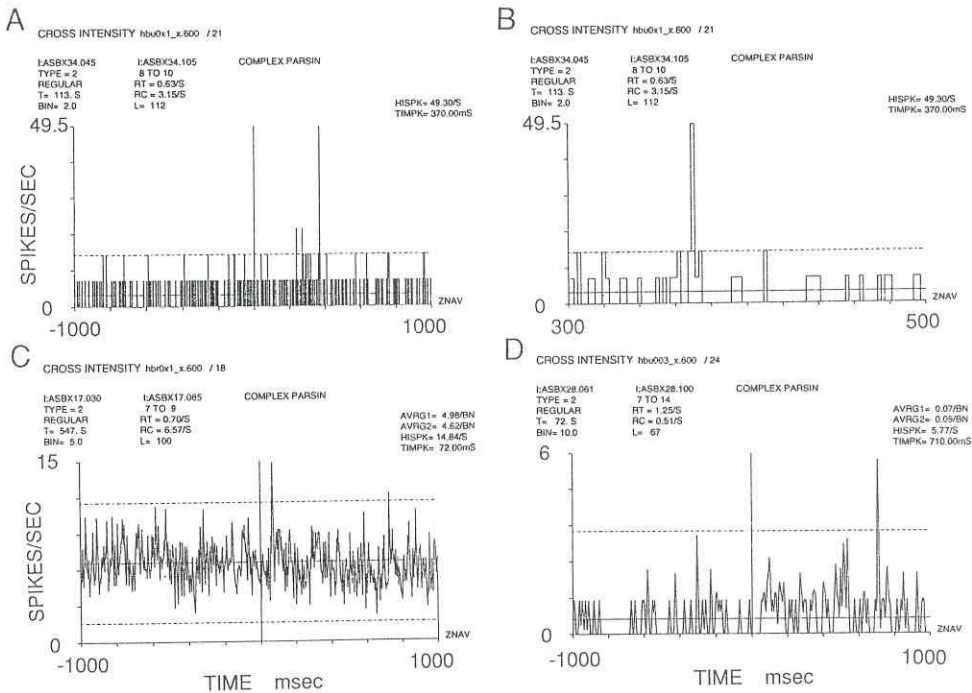 A
CROSS INTENSITY hbu0x1_x.600 / 21
I:ASBX34.045 I:ASBX34.105 COMPLEX PARSIN
TYPE = 2 8 TO 10
REGULAR RT = 0.63/S
T= 113. S RC = 3.15/S
BIN= 2.0 L= 112
HISPK= 49.30/S
TIMPK= 370.00mS
49.5
SPIKES/SEC
0
ZNAV
-1000 1000
B
CROSS INTENSITY hbu0x1_x.600 / 21
I:ASBX34.045 I:ASBX34.105 COMPLEX PARSIN
TYPE = 2 8 TO 10
REGULAR RT = 0.63/S
T= 113. S RC = 3.15/S
BIN= 2.0 L= 112
HISPK= 49.30/S
TIMPK= 370.00mS
49.5
0
ZNAV
300 500
C
CROSS INTENSITY hbr0x1_x.600 / 18
I:ASBX17.030 I:ASBX17.085 COMPLEX PARSIN
TYPE = 2 7 TO 9
REGULAR RT = 0.70/S
T= 547. S RC = 6.57/S
BIN= 5.0 L= 100
AVRG1= 4.98/BN
AVRG2= 4.62/BN
HISPK= 14.84/S
TIMPK= 72.00mS
15
SPIKES/SEC
0
ZNAV
-1000 1000
TIME msec
D
CROSS INTENSITY hbu003_x.600 / 24
I:ASBX28.061 I:ASBX28.100 COMPLEX PARSIN
TYPE = 2 7 TO 14
REGULAR RT = 1.25/S
T= 72. S RC = 0.51/S
BIN= 10.0 L= 67
AVRG1= 0.07/BN
AVRG2= 0.09/BN
HISPK= 5.77/S
TIMPK= 710.00mS
6
0
ZNAV
-1000 1000
TIME msec